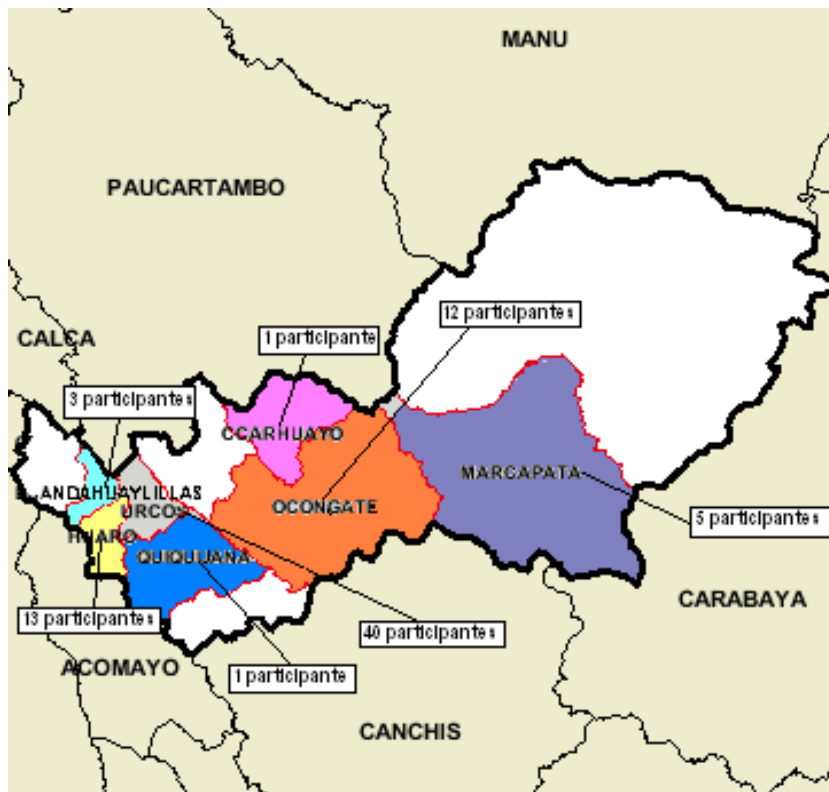 MANU
PAUCARTAMBO
12 participantes
1 participante
CALCA
3 participantes
CCARHUAYO
MARCAPATA
ANDAHUAYLILLAS
OCONGATE
URCOS
5 participantes
HUARO
QUIQUIJANA
CARABAYA
13 participantes
40 participantes
ACOMAYO
1 participante
CANCHIS